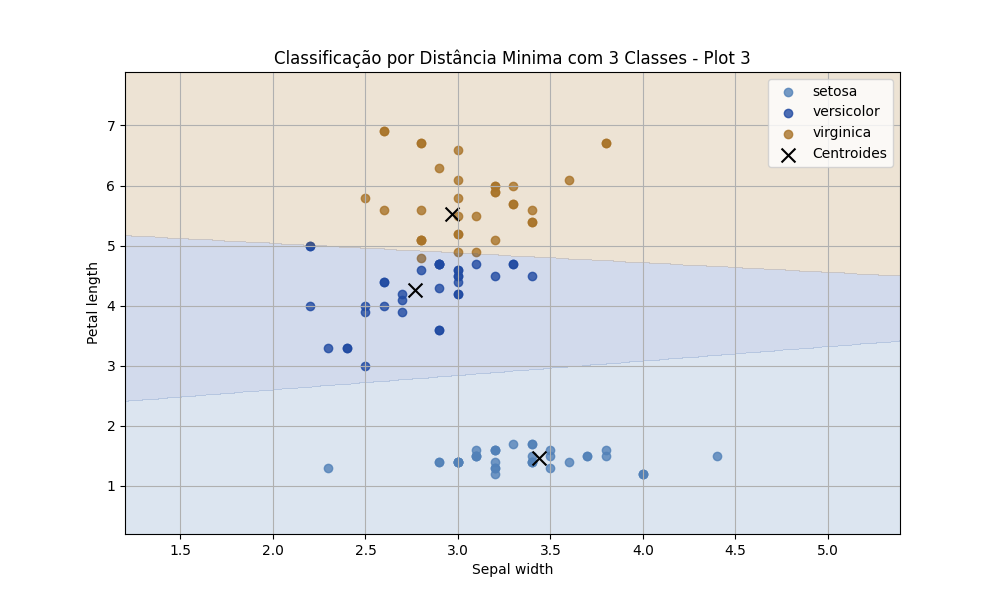 Classificação por Distância Minima com 3 Classes - Plot 3
setosa
versicolor
virginica
Centroides
Petal length
7
6
5
4
3
2
1
1.5 2.0 2.5 3.0 3.5 4.0 4.5 5.0
Sepal width